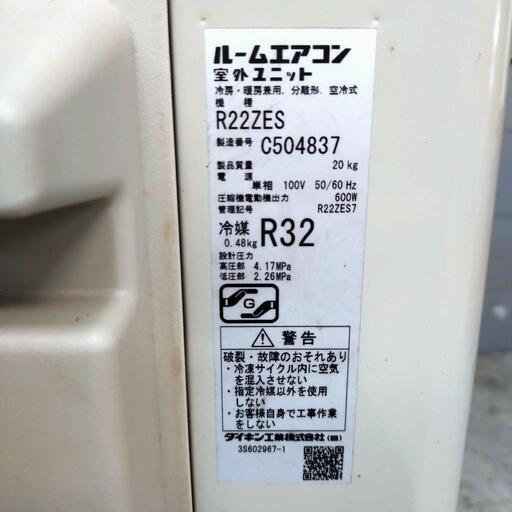 ルームエアコン
室外ユニット
冷房・暖房兼用. 分離形. 空冷式
機 種
R22ZES
製造番号 C504837
製品質量 20 kg
電 源
単相 100V 50/60 Hz
圧縮機電動機出力 600W
管理記号 R22ZES7
冷媒 R32
0.48kg
設計圧力
高圧部 4.17MPa
低圧部 2.26MPa
G
警告
破裂・故障のおそれあり
・冷凍サイクル内に空気
を混入させない
・指定冷媒以外を使用
しない
・お客様自身で工事作業
をしない
ダイキン工業株式会社(器)
3S602967-1